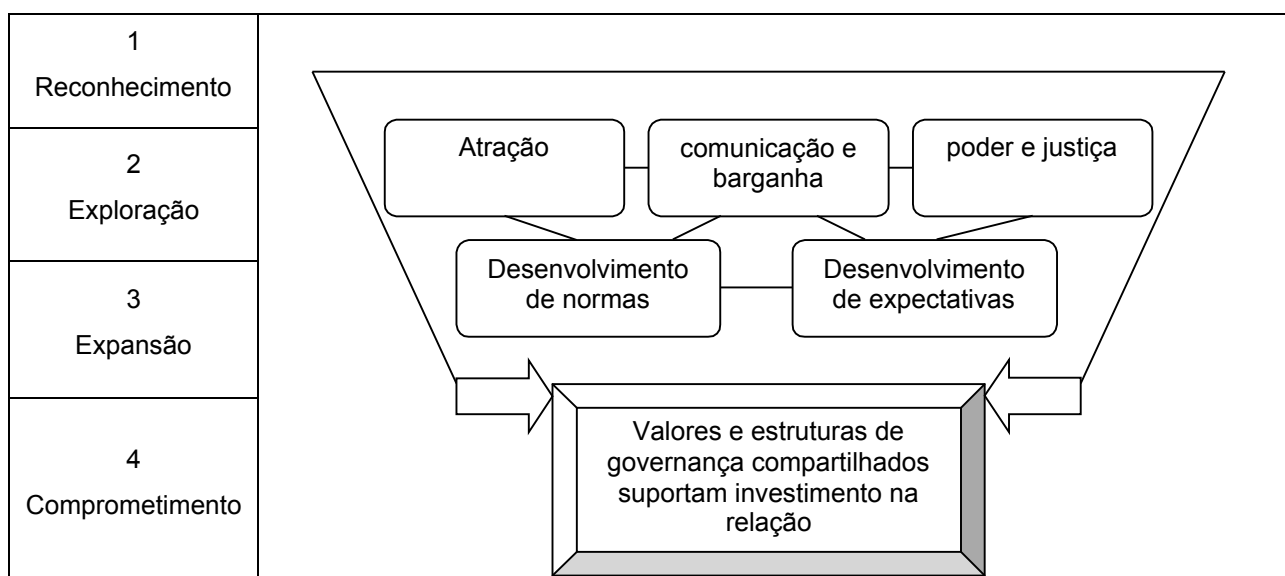 1
Reconhecimento
2
Exploração
3
Expansão
4
Comprometimento
Atração
comunicação e
barganha
poder e justiça
Desenvolvimento
de normas
Desenvolvimento
de expectativas
Valores e estruturas de
governança compartilhados
suportam investimento na
relação